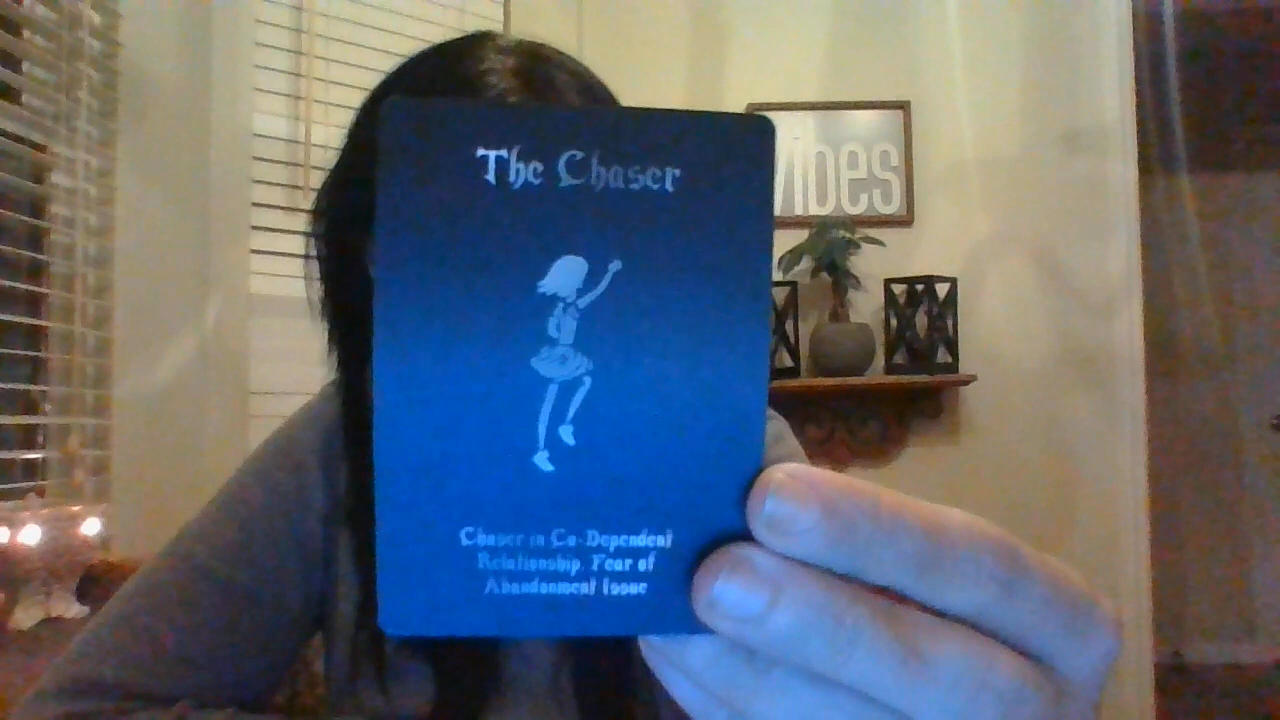 The Chaser
vibes
Chaser in Co-Dependent
Relationship. Fear of
Abandonment Issue